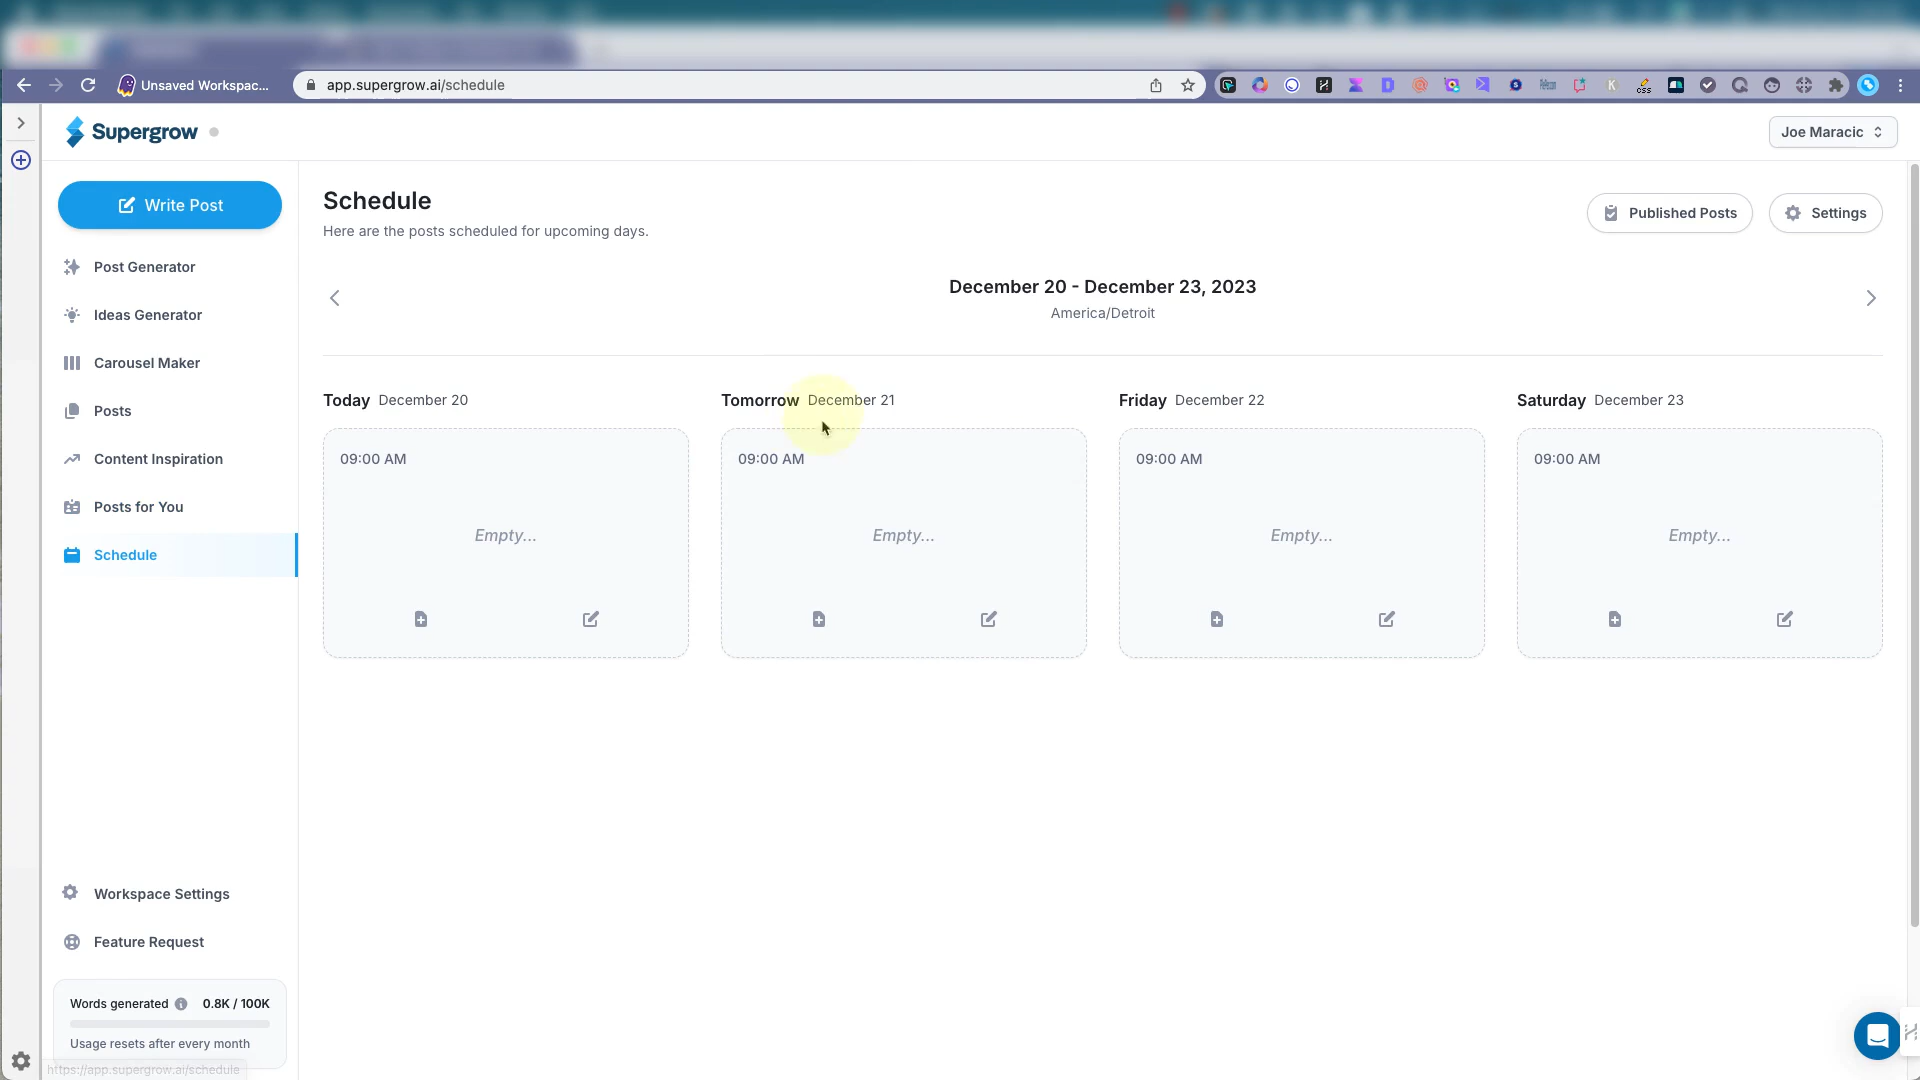 Unsaved Workspac...
app.supergrow.ai/schedule
Supergrow
Joe Maracic
Write Post
Post Generator
Ideas Generator
Carousel Maker
Posts
Content Inspiration
Posts for You
Schedule
Workspace Settings
Feature Request
Words generated 0.8K / 100K
Usage resets after every month
https://app.supergrow.ai/schedule
Schedule
Here are the posts scheduled for upcoming days.
Published Posts
Settings
December 20 - December 23, 2023
America/Detroit
Today December 20
09:00 AM
Empty...
Tomorrow December 21
09:00 AM
Empty...
Friday December 22
09:00 AM
Empty...
Saturday December 23
09:00 AM
Empty...